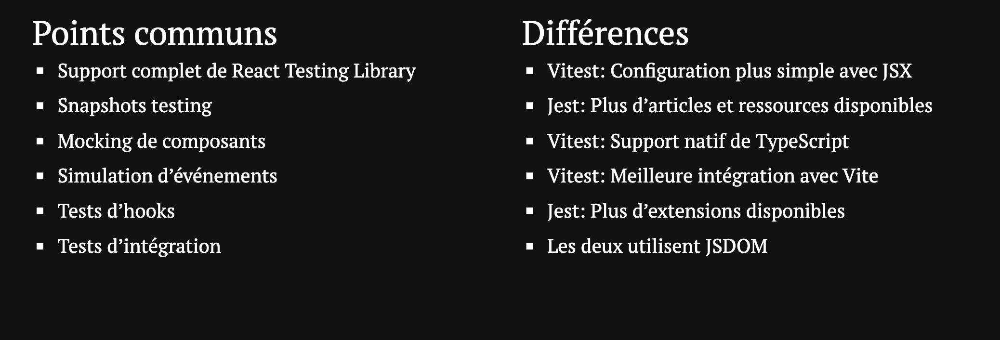 Points communs
Support complet de React Testing Library
Snapshots testing
Mocking de composants
Simulation d’événements
Tests d’hooks
Tests d’intégration
Différences
Vitest: Configuration plus simple avec JSX
Jest: Plus d’articles et ressources disponibles
Vitest: Support natif de TypeScript
Vitest: Meilleure intégration avec Vite
Jest: Plus d’extensions disponibles
Les deux utilisent JSDOM